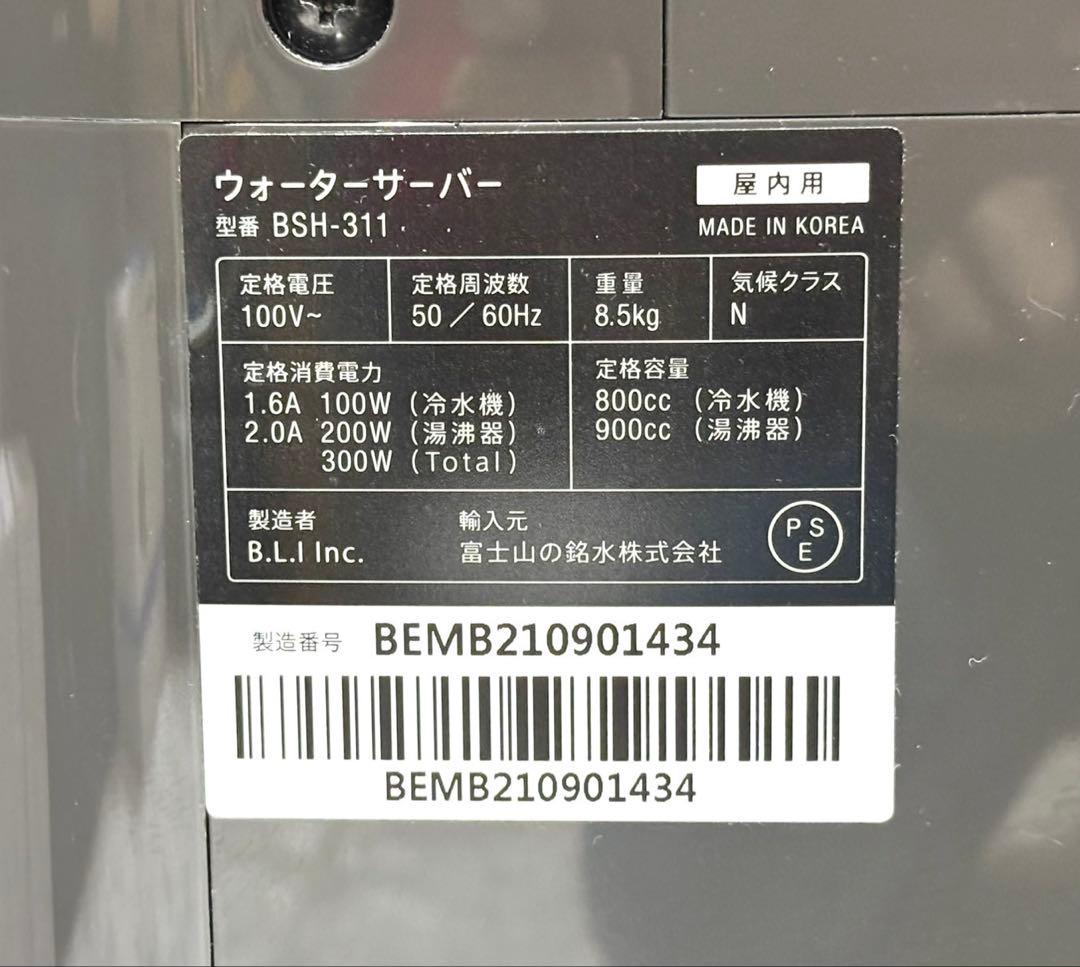 ウォーターサーバー
屋内用
型番 BSH-311
MADE IN KOREA
定格電圧
100V~
定格周波数
50／60Hz
重量
8.5kg
気候クラス
N
定格消費電力
1.6A 100W (冷水機)
2.0A 200W (湯沸器)
300W (Total)
定格容量
800cc (冷水機)
900cc (湯沸器)
製造者
B.L.I Inc.
輸入元
富士山の銘水株式会社
PS
E
製造番号 BEMB210901434
BEMB210901434